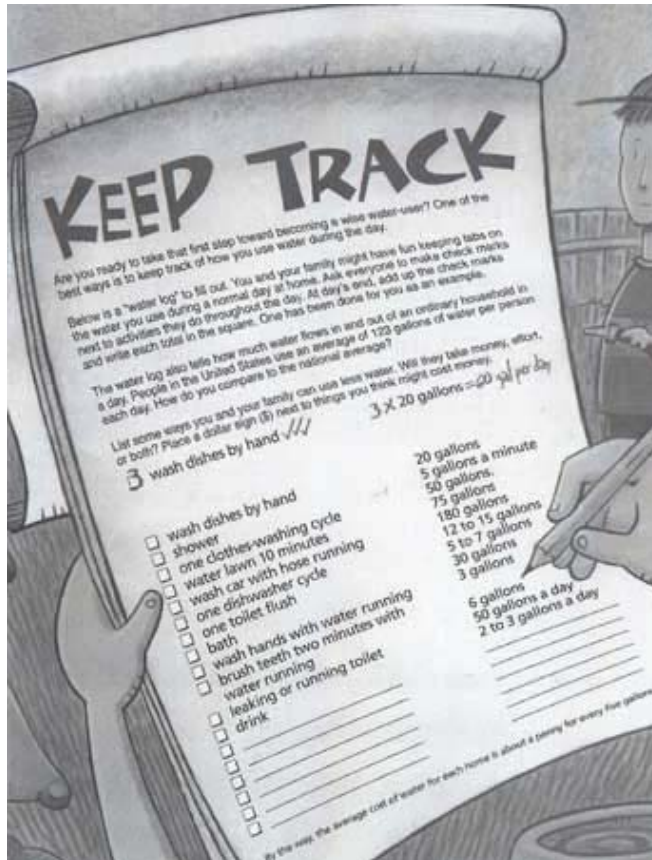 KEEP TRACK
Are you ready to take that first step toward becoming a wise water-user? One of the
best ways is to keep track of how you use water during the day.
Below is a "water log" to fill out. You and your family might have fun keeping tabs on
the water you use during a normal day at home. Ask everyone to make check marks
next to activities they do throughout the day. At day's end, add up the check marks
and write each total in the square. One has been done for you as an example.
The water log also tells how much water flows in and out of an ordinary household in
a day. People in the United States use an average of 123 gallons of water per person
each day. How do you compare to the national average?
List some ways you and your family can use less water. Will they take money, effort,
or both? Place a dollar sign ($) next to things you think might cost money.
3 wash dishes by hand ✓✓✓ 3 X 20 gallons = 60 gal per day
wash dishes by hand 20 gallons
shower 5 gallons a minute
one clothes-washing cycle 50 gallons.
water lawn 10 minutes 75 gallons
wash car with hose running 180 gallons
one dishwasher cycle 12 to 15 gallons
one toilet flush 5 to 7 gallons
bath 30 gallons
wash hands with water running 3 gallons
brush teeth two minutes with
water running 6 gallons
leaking or running toilet 50 gallons a day
drink 2 to 3 gallons a day
By the way, the average cost of water for each home is about a penny for every five gallons